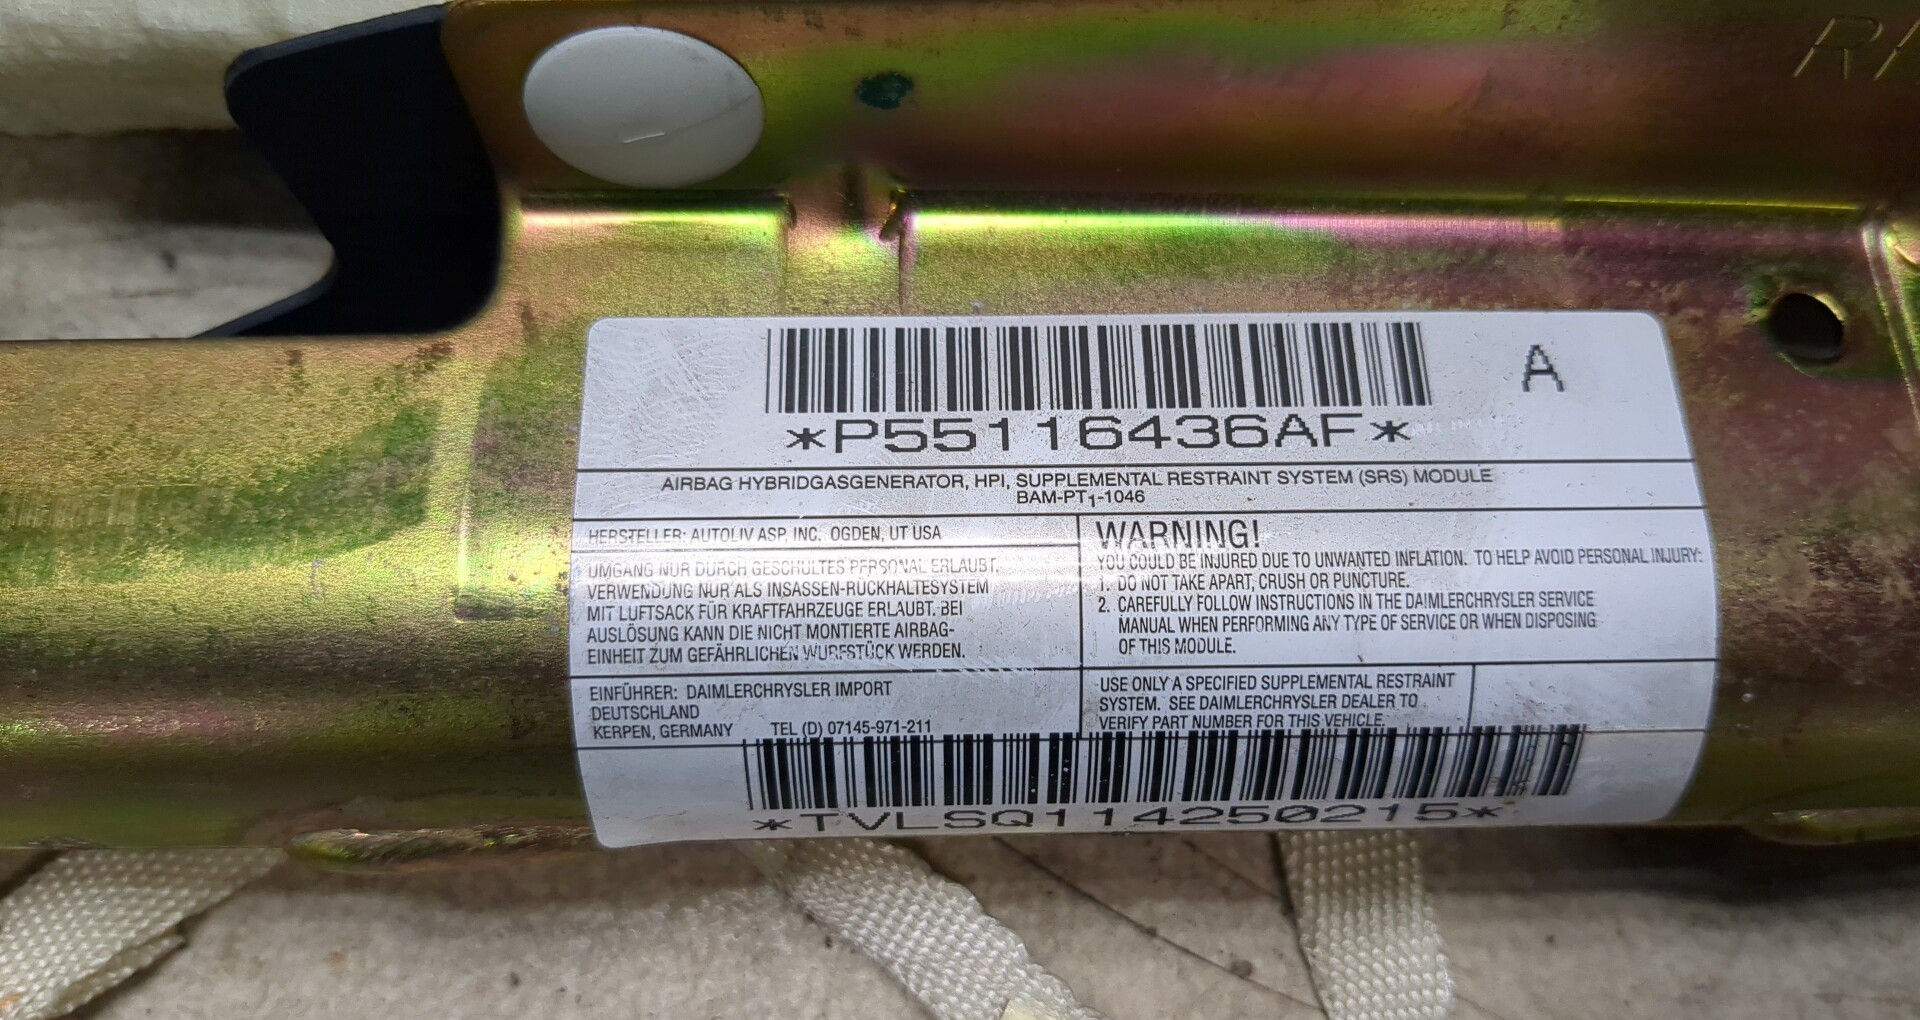 A
*P55116436AF*
AIRBAG HYBRIDGASGENERATOR, HPI, SUPPLEMENTAL RESTRAINT SYSTEM (SRS) MODULE
BAM-PT1-1046
HERSTELLER: AUTOLIV ASP, INC. OGDEN, UT USA
UMGANG NUR DURCH GESCHULTES PERSONAL ERLAUBT.
VERWENDUNG NUR ALS INSASSEN-RÜCKHALTESYSTEM
MIT LUFTSACK FÜR KRAFTFAHRZEUGE ERLAUBT. BEI
AUSLÖSUNG KANN DIE NICHT MONTIERTE AIRBAG-
EINHEIT ZUM GEFÄHRLICHEN WURFSTÜCK WERDEN.
EINFÜHRER: DAIMLERCHRYSLER IMPORT
DEUTSCHLAND
KERPEN, GERMANY TEL (D) 07145-971-211
WARNING!
YOU COULD BE INJURED DUE TO UNWANTED INFLATION. TO HELP AVOID PERSONAL INJURY:
1. DO NOT TAKE APART, CRUSH OR PUNCTURE.
2. CAREFULLY FOLLOW INSTRUCTIONS IN THE DAIMLERCHRYSLER SERVICE
MANUAL WHEN PERFORMING ANY TYPE OF SERVICE OR WHEN DISPOSING
OF THIS MODULE.
USE ONLY A SPECIFIED SUPPLEMENTAL RESTRAINT
SYSTEM. SEE DAIMLERCHRYSLER DEALER TO
VERIFY PART NUMBER FOR THIS VEHICLE.
*TVLSQ114250215*